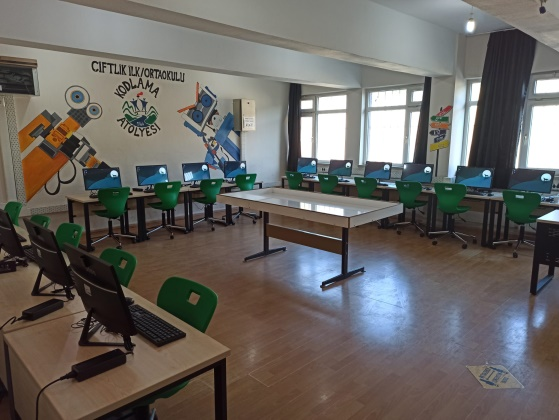 ÇİFTLİK İLK/ORTAOKULU
KODLAMA
ATÖLYESİ